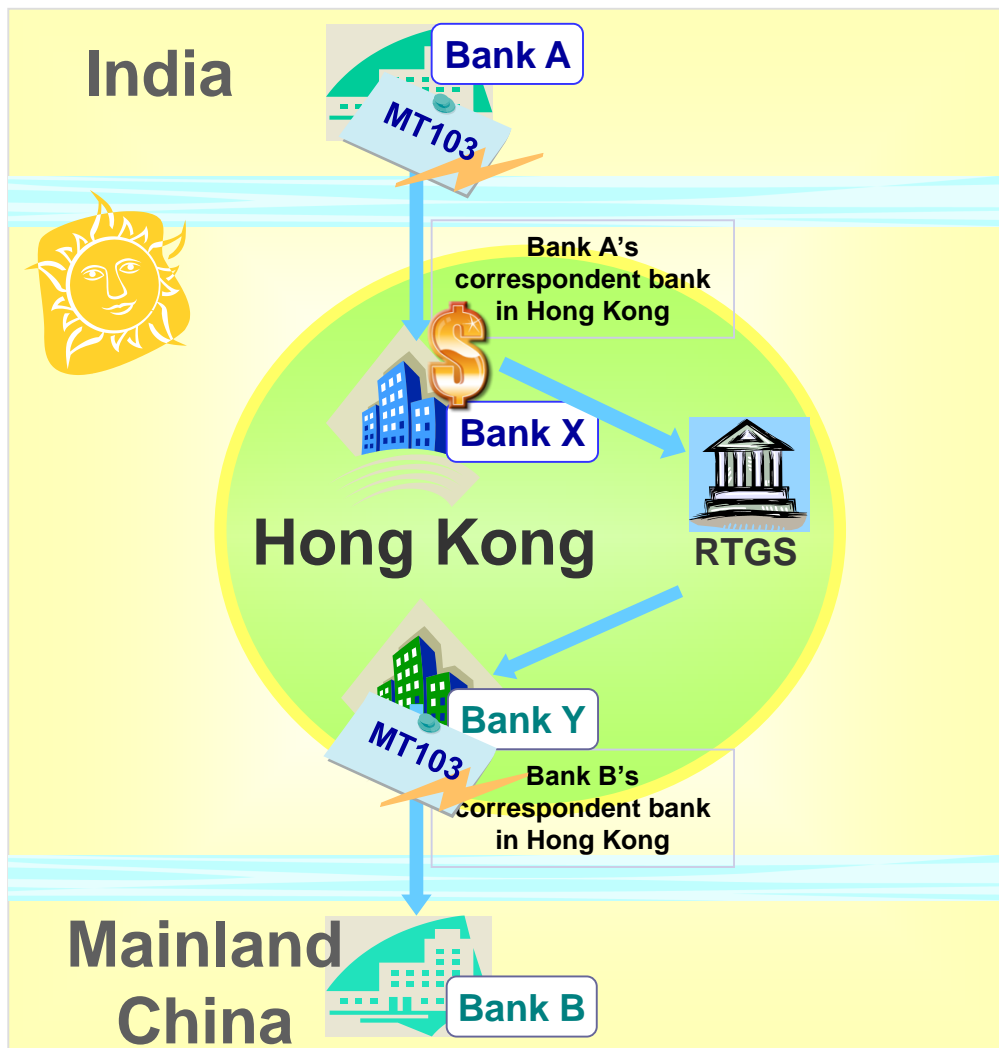 India
Bank A
MT103
Bank A's
correspondent bank
in Hong Kong
$
Bank X
Hong Kong
RTGS
Bank Y
MT103
Bank B's
correspondent bank
in Hong Kong
Mainland
China
Bank B